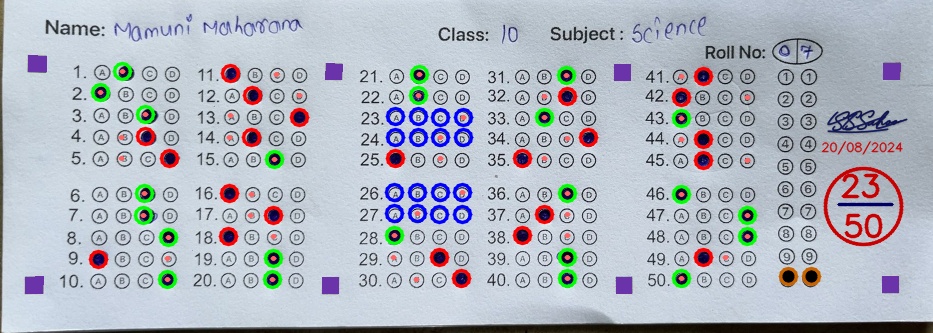 Name: Mamuni Maharana
Class: 10 Subject: Science
Roll No: 0 7
1. A B C D 11. A B C D 21. A B C D 31. A B C D 41. A B C D 1 1
2. A B C D 12. A B C D 22. A B C D 32. A B C D 42. A B C D 2 2
3. A B C D 13. A B C D 23. A B C D 33. A B C D 43. A B C D 3 3
4. A B C D 14. A B C D 24. A B C D 34. A B C D 44. A B C D 4 4
5. A B C D 15. A B C D 25. A B C D 35. A B C D 45. A B C D 5 5
20/08/2024
6. A B C D 16. A B C D 26. A B C D 36. A B C D 46. A B C D 6 6
7. A B C D 17. A B C D 27. A B C D 37. A B C D 47. A B C D 7 7
8. A B C D 18. A B C D 28. A B C D 38. A B C D 48. A B C D 8 8
9. A B C D 19. A B C D 29. A B C D 39. A B C D 49. A B C D 9 9
10. A B C D 20. A B C D 30. A B C D 40. A B C D 50. A B C D
23
50